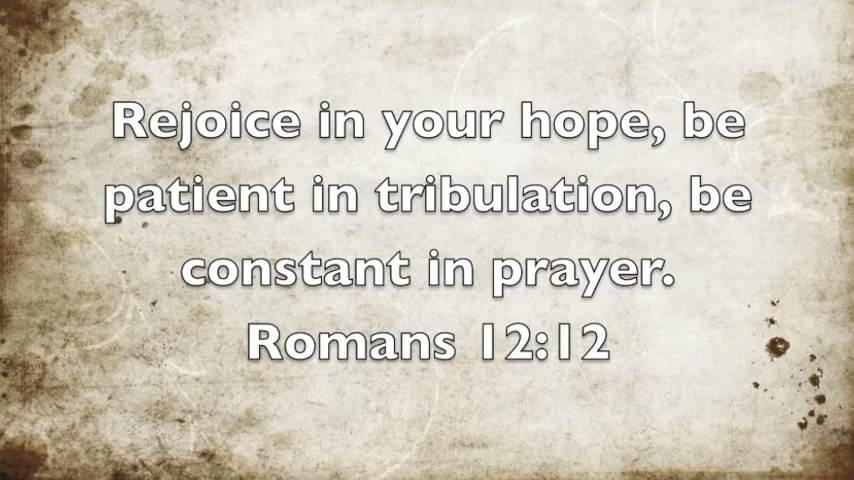 Rejoice in your hope, be
patient in tribulation, be
constant in prayer.
Romans 12:12